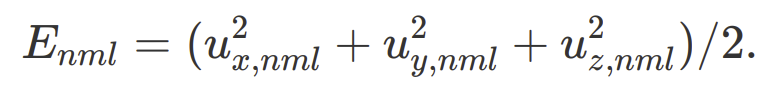 $E_{nml} = (u_{x,nml}^2 + u_{y,nml}^2 + u_{z,nml}^2)/2.$